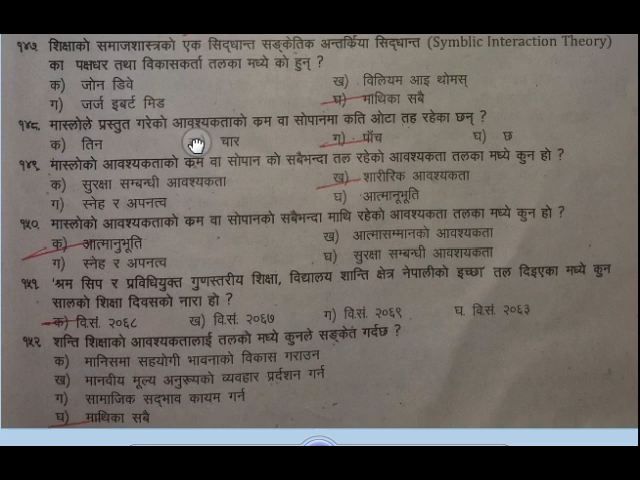 १४७ शिक्षाको समाजशास्त्रको एक सिद्धान्त सङ्केतिक अन्तर्किया सिद्धान्त (Symblic Interaction Theory)
का पक्षधर तथा विकासकर्ता तलका मध्ये को हुन् ?
क) जोन डिवे ख) विलियम आइ थोमस्
ग) जर्ज इबर्ट मिड घ) माथिका सबै
१४८. मास्लोले प्रस्तुत गरेको आवश्यकताको क्रम वा सोपानमा कति ओटा तह रहेका छन् ?
क) तिन चार ग) पाँच घ) छ
१४९ मास्लोको आवश्यकताको क्रम वा सोपान को सबैभन्दा तल रहेको आवश्यकता तलका मध्ये कुन हो ?
क) सुरक्षा सम्बन्धी आवश्यकता ख) शारीरिक आवश्यकता
ग) स्नेह र अपनत्व घ) आत्मानूभूति
१५०. मास्लोको आवश्यकताको क्रम वा सोपानको सबैभन्दा माथि रहेको आवश्यकता तलका मध्ये कुन हो ?
क) आत्मानुभूति ख) आत्मासम्मानको आवश्यकता
ग) स्नेह र अपनत्व घ) सुरक्षा सम्बन्धी आवशयकता
१५१ 'श्रम सिप र प्रविधियुक्त गुणस्तरीय शिक्षा, विद्यालय शान्ति क्षेत्र नेपालीको इच्छा' तल दिइएका मध्ये कुन
सालको शिक्षा दिवसको नारा हो ?
क) वि.सं. २०६८ ख) वि.सं. २०६७ ग) वि.सं. २०६९ घ. वि.सं. २०६३
१५२ शन्ति शिक्षाको आवश्यकतालाई तलको मध्ये कुनले सङ्केत गर्दछ ?
क) मानिसमा सहयोगी भावनाको विकास गराउन
ख) मानवीय मूल्य अनुरूपको व्यवहार प्रर्दशन गर्न
ग) सामाजिक सद्भाव कायम गर्न
घ) माथिका सबै